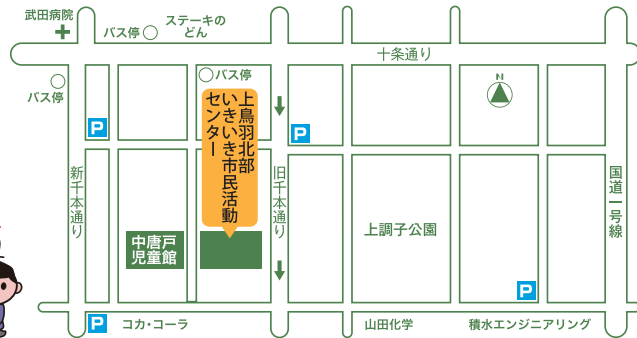 武田病院
バス停
ステーキの
どん
十条通り
バス停
バス停
N
P
P
上鳥羽北部
いきいき市民活動
センター
新千本通り
旧千本通り
国道一号線
上調子公園
中唐戸
児童館
P
P
コカ・コーラ
山田化学
積水エンジニアリング